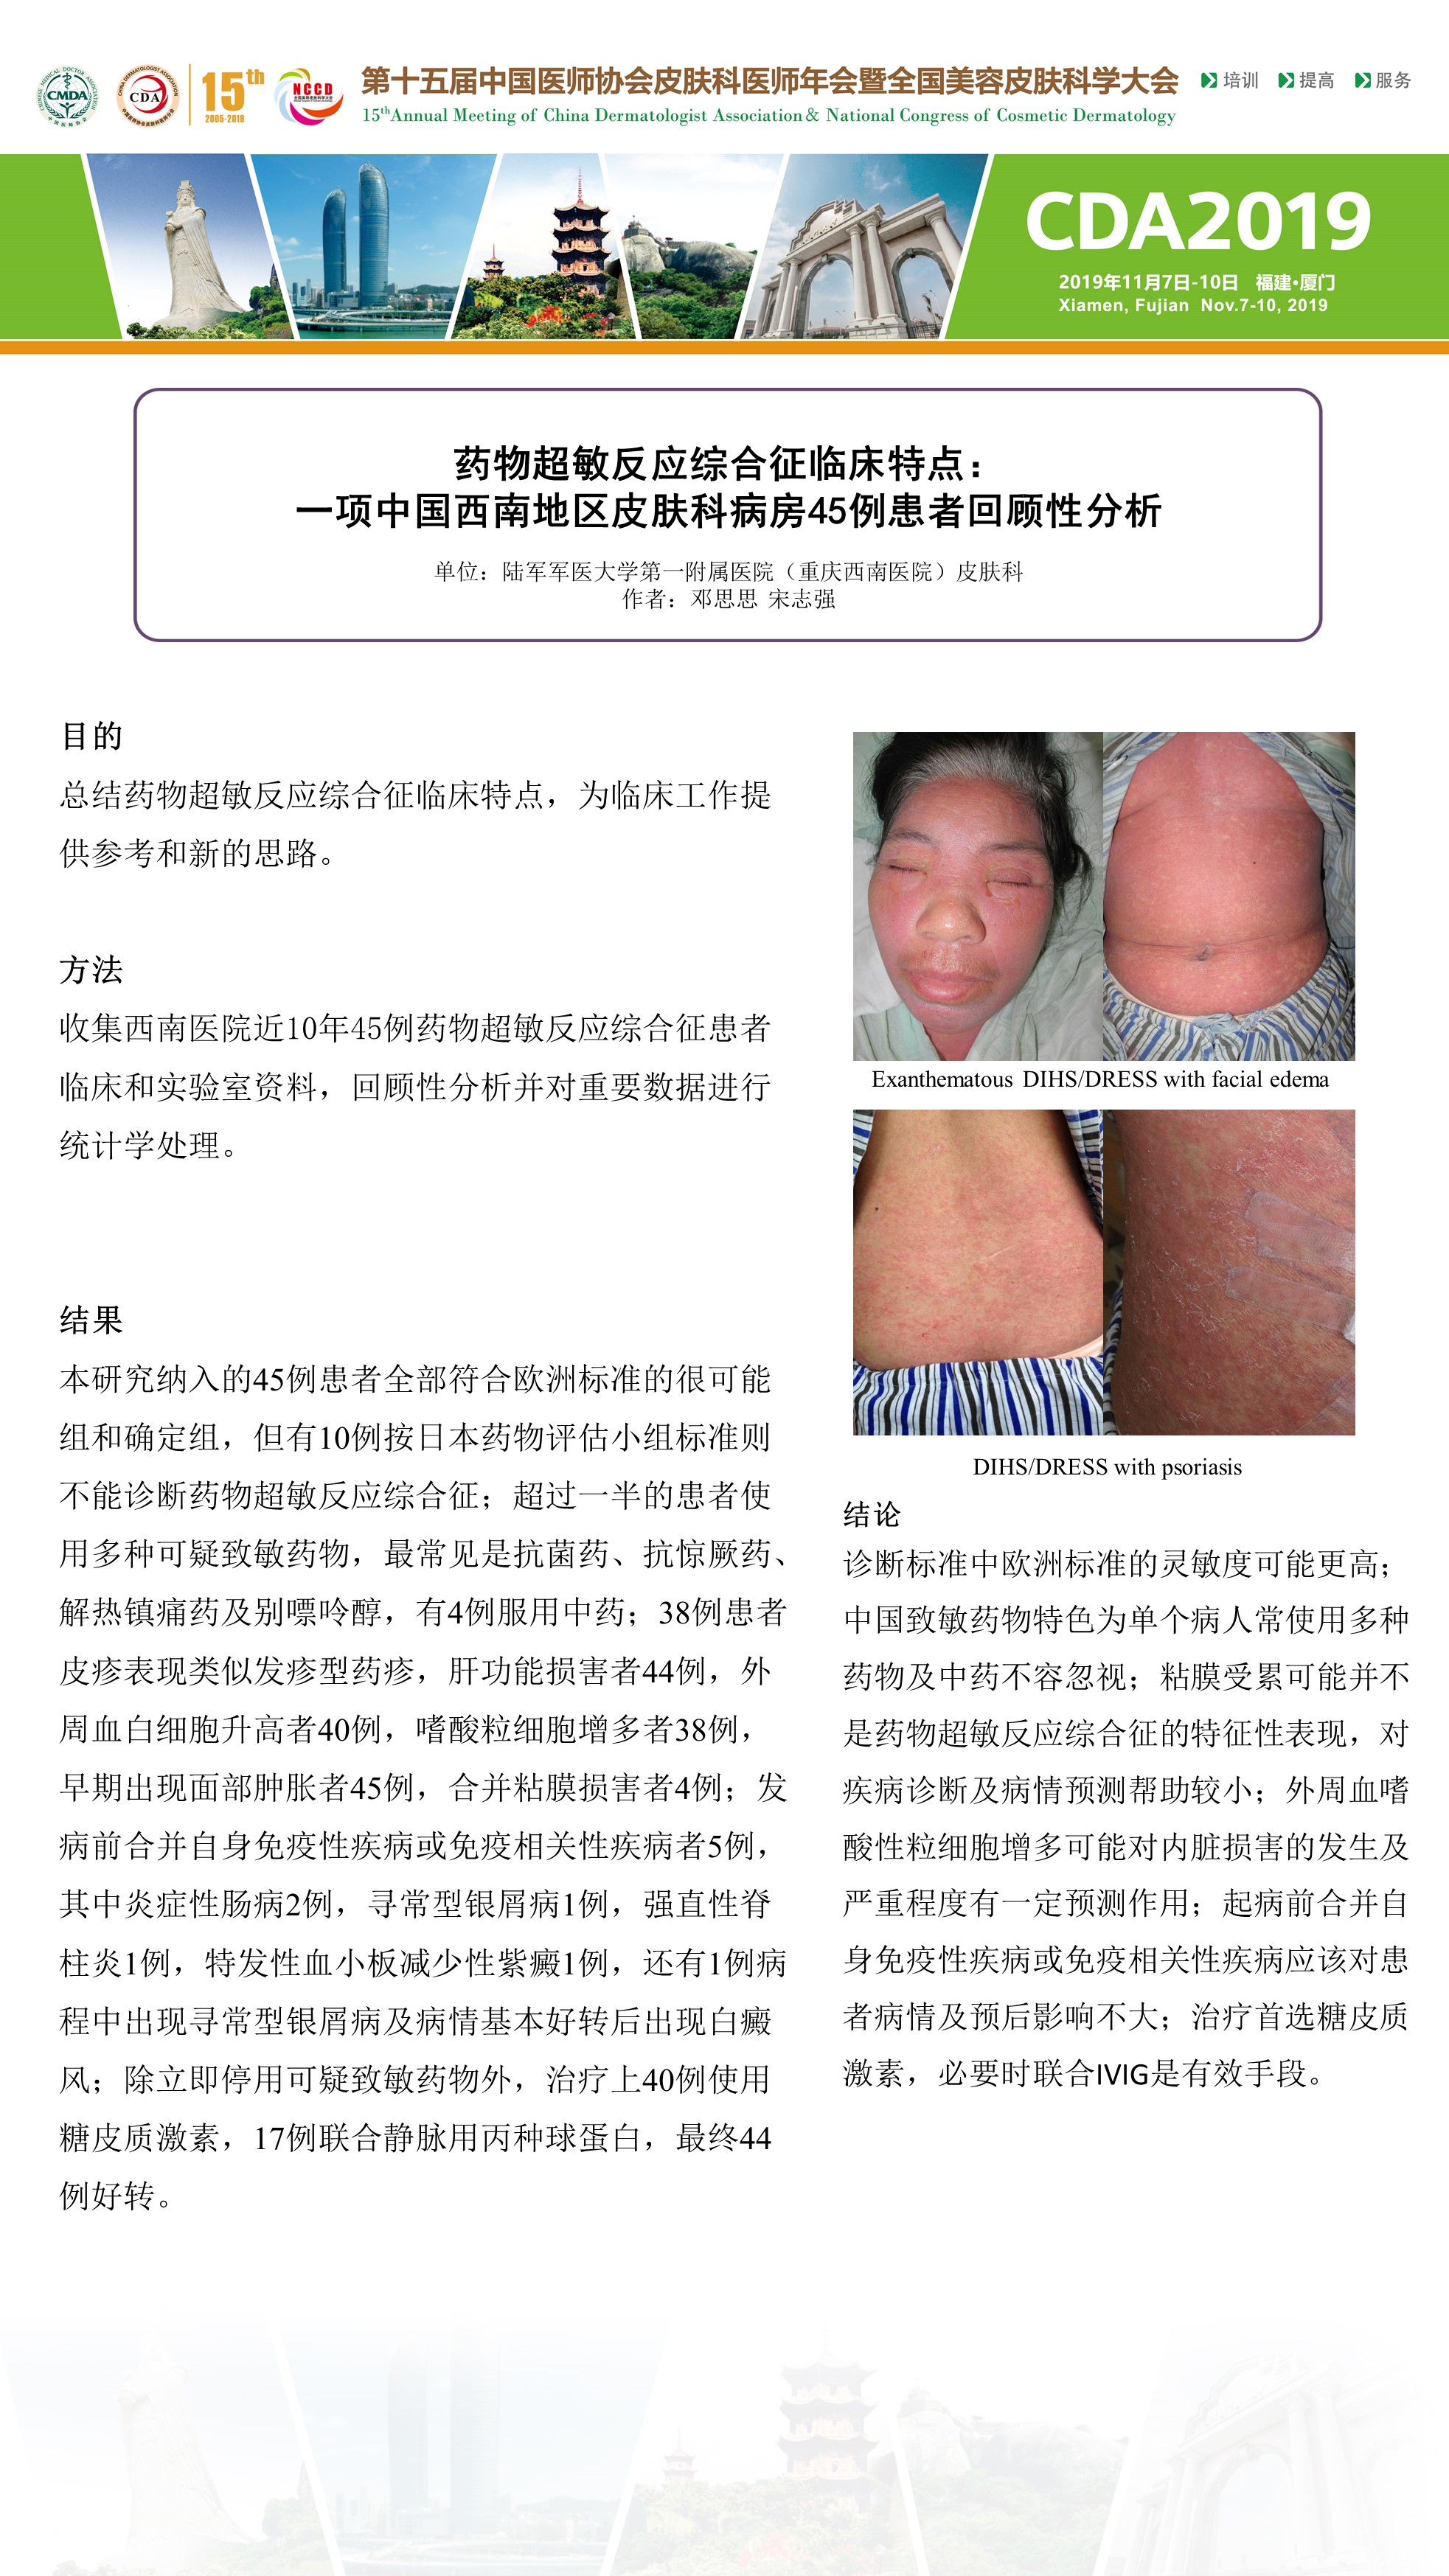 CMDA
CDA
15th
2005-2019
NCCD
第十五届中国医师协会皮肤科医师年会暨全国美容皮肤科学大会
15thAnnual Meeting of China Dermatologist Association& National Congress of Cosmetic Dermatology
培训 提高 服务
CDA2019
2019年11月7日-10日 福建•厦门
Xiamen, Fujian Nov.7-10, 2019
药物超敏反应综合征临床特点：
一项中国西南地区皮肤科病房45例患者回顾性分析
单位：陆军军医大学第一附属医院（重庆西南医院）皮肤科
作者：邓思思 宋志强
目的
总结药物超敏反应综合征临床特点，为临床工作提
供参考和新的思路。
方法
收集西南医院近10年45例药物超敏反应综合征患者
临床和实验室资料，回顾性分析并对重要数据进行
统计学处理。
结果
本研究纳入的45例患者全部符合欧洲标准的很可能
组和确定组，但有10例按日本药物评估小组标准则
不能诊断药物超敏反应综合征；超过一半的患者使
用多种可疑致敏药物，最常见是抗菌药、抗惊厥药、
解热镇痛药及别嘌呤醇，有4例服用中药；38例患者
皮疹表现类似发疹型药疹，肝功能损害者44例，外
周血白细胞升高者40例，嗜酸粒细胞增多者38例，
早期出现面部肿胀者45例，合并粘膜损害者4例；发
病前合并自身免疫性疾病或免疫相关性疾病者5例，
其中炎症性肠病2例，寻常型银屑病1例，强直性脊
柱炎1例，特发性血小板减少性紫癜1例，还有1例病
程中出现寻常型银屑病及病情基本好转后出现白癜
风；除立即停用可疑致敏药物外，治疗上40例使用
糖皮质激素，17例联合静脉用丙种球蛋白，最终44
例好转。
Exanthematous DIHS/DRESS with facial edema
DIHS/DRESS with psoriasis
结论
诊断标准中欧洲标准的灵敏度可能更高；
中国致敏药物特色为单个病人常使用多种
药物及中药不容忽视；粘膜受累可能并不
是药物超敏反应综合征的特征性表现，对
疾病诊断及病情预测帮助较小；外周血嗜
酸性粒细胞增多可能对内脏损害的发生及
严重程度有一定预测作用；起病前合并自
身免疫性疾病或免疫相关性疾病应该对患
者病情及预后影响不大；治疗首选糖皮质
激素，必要时联合IVIG是有效手段。